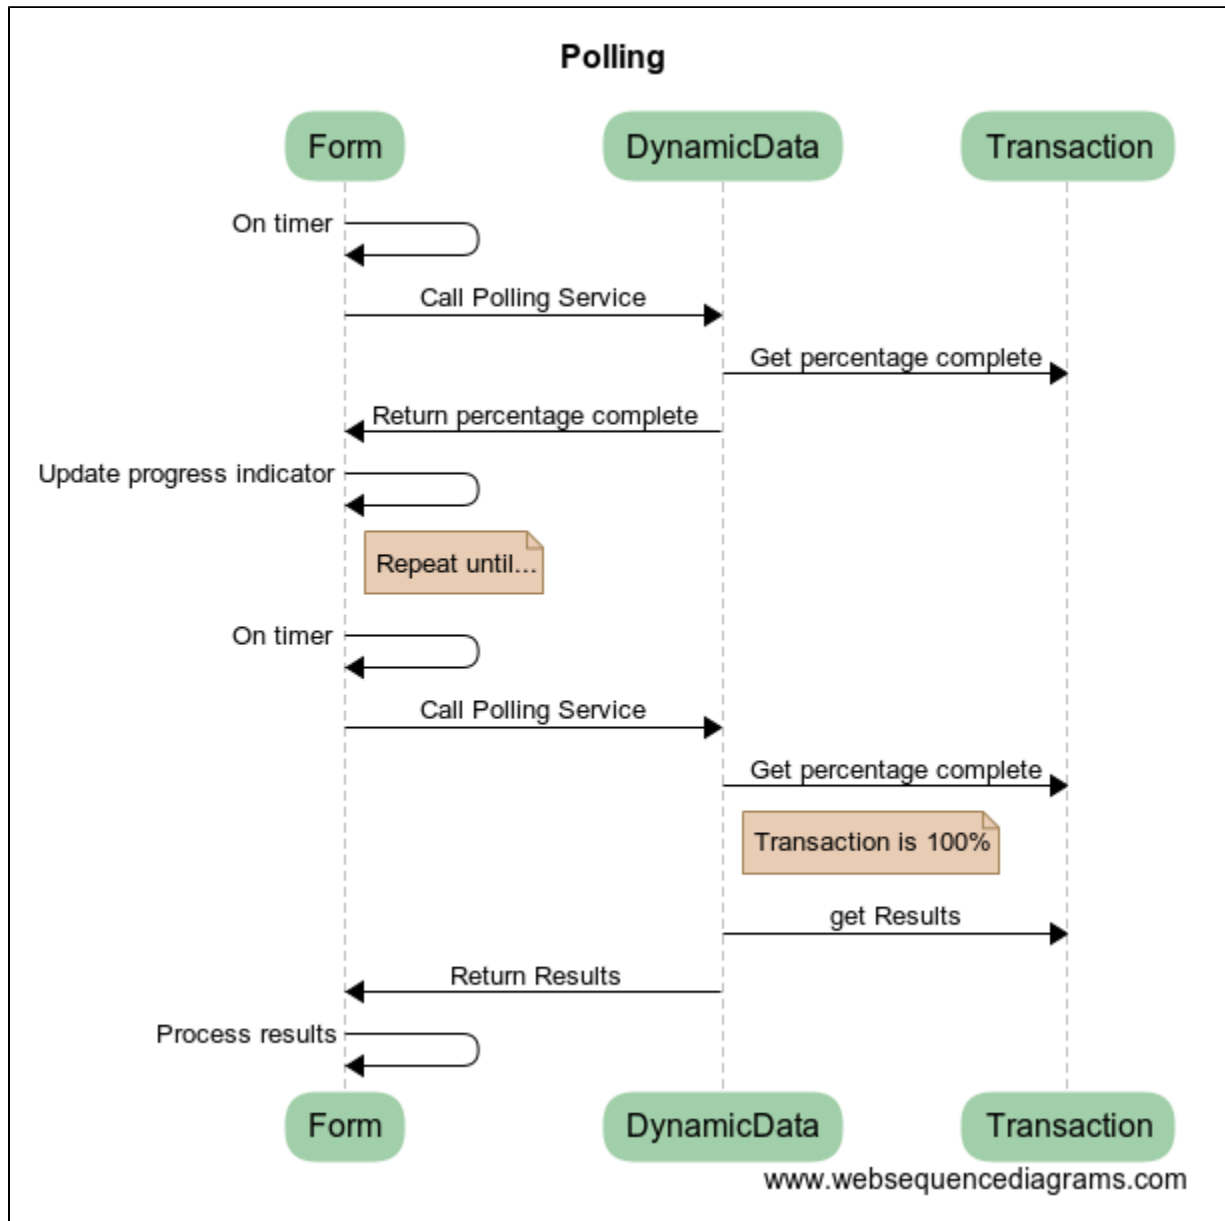 Polling
Form
DynamicData
Transaction
On timer
Call Polling Service
Get percentage complete
Return percentage complete
Update progress indicator
Repeat until...
On timer
Call Polling Service
Get percentage complete
Transaction is 100%
get Results
Return Results
Process results
Form
DynamicData
Transaction
www.websequencediagrams.com